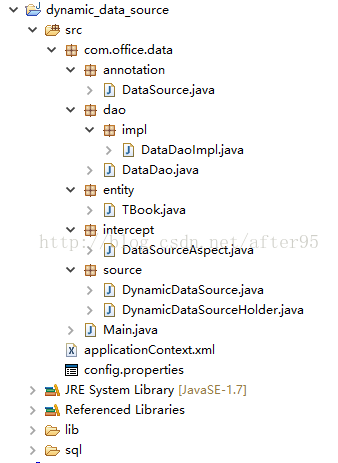 dynamic_data_source
src
com.office.data
annotation
DataSource.java
dao
impl
DataDaoImpl.java
DataDao.java
entity
TBook.java
intercept
http://blog.csdn.net/after95
DataSourceAspect.java
source
DynamicDataSource.java
DynamicDataSourceHolder.java
Main.java
applicationContext.xml
config.properties
JRE System Library [JavaSE-1.7]
Referenced Libraries
lib
sql